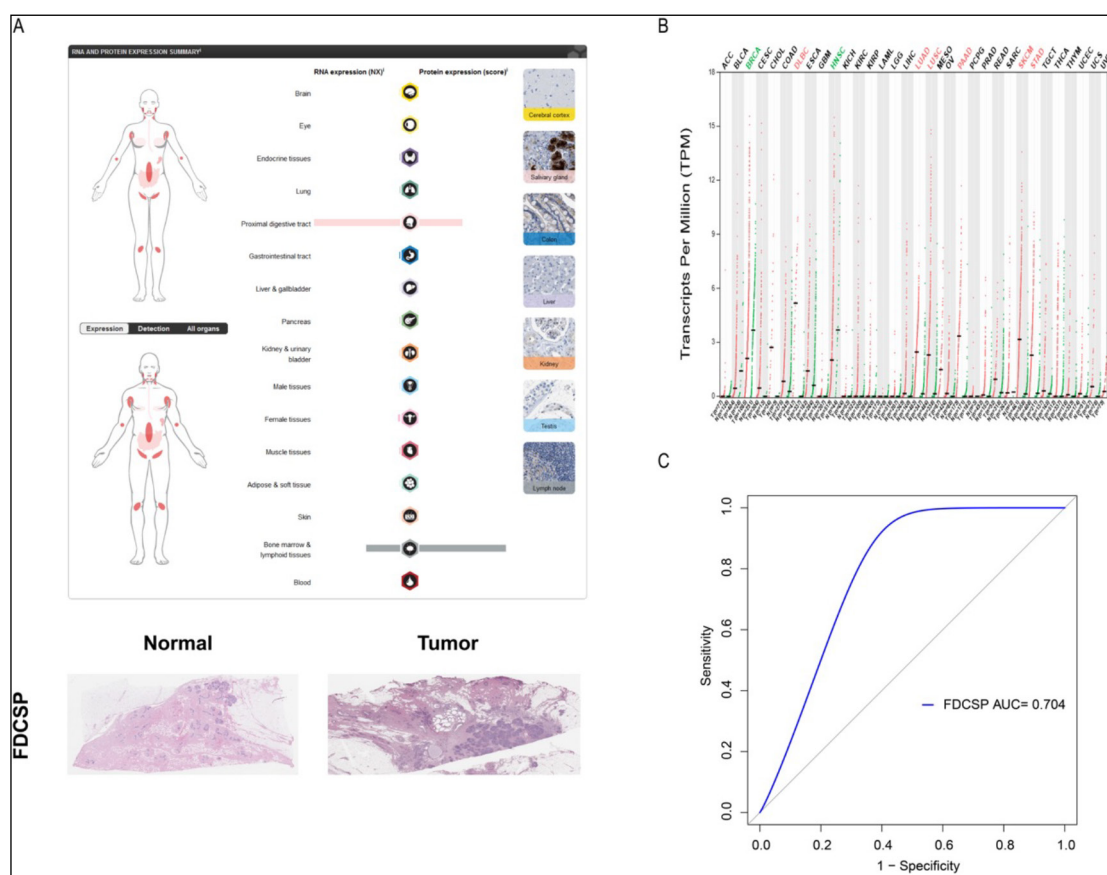 A
RNA AND PROTEIN EXPRESSION SUMMARY
RNA expression (NX) Protein expression (score)
Brain
Eye
Endocrine tissues
Lung
Proximal digestive tract
Gastrointestinal tract
Liver & gallbladder
Pancreas
Kidney & urinary
bladder
Male tissues
Female tissues
Muscle tissues
Adipose & soft tissue
Skin
Bone marrow &
lymphoid tissues
Blood
Expression Detection All organs
Cerebral cortex
Salivary gland
Colon
Liver
Kidney
Testis
Lymph node
Normal Tumor
FDCSP
B
ACC BLCA BRCA CESC CHOL COAD DLBC ESCA GBM HNSC KICH KIRC KIRP LAML LGG LIHC LUAD LUSC MESO OV PAAD PCPG PRAD READ SARC SKCM STAD TGCT THCA THYM UCEC UCS
Transcripts Per Million (TPM)
18
15
12
9
6
3
0
C
Sensitivity
1.0
0.8
0.6
0.4
0.2
0.0
FDCSP AUC= 0.704
0.0 0.2 0.4 0.6 0.8 1.0
1 − Specificity